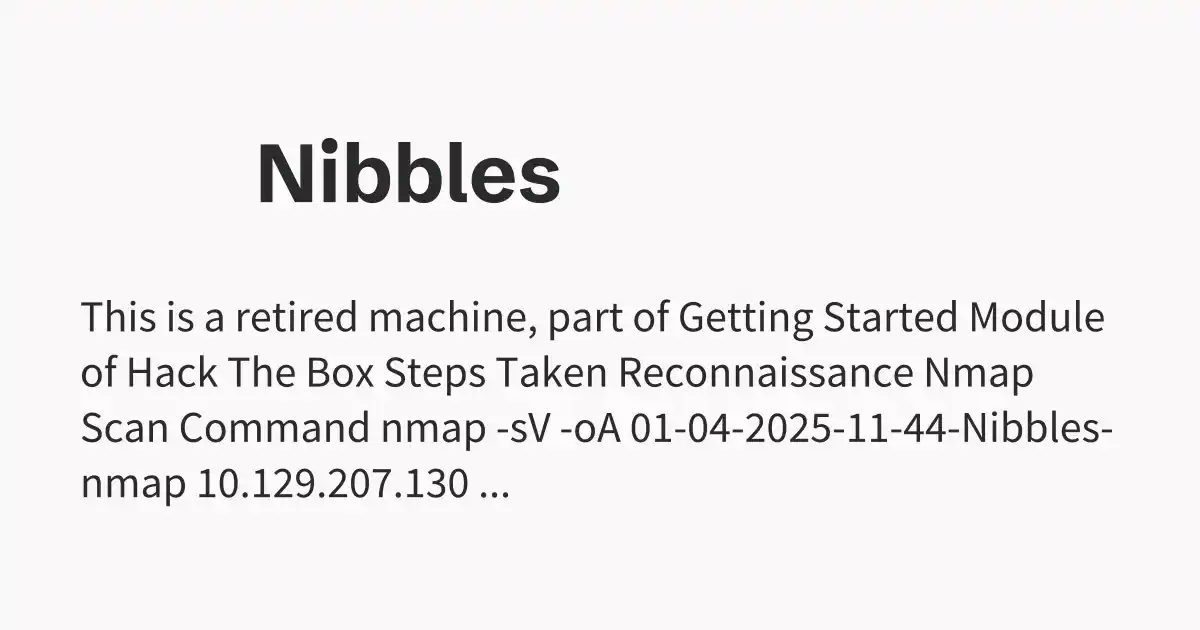 Nibbles
This is a retired machine, part of Getting Started Module
of Hack The Box Steps Taken Reconnaissance Nmap
Scan Command nmap -sV -oA 01-04-2025-11-44-Nibbles-
nmap 10.129.207.130 ...